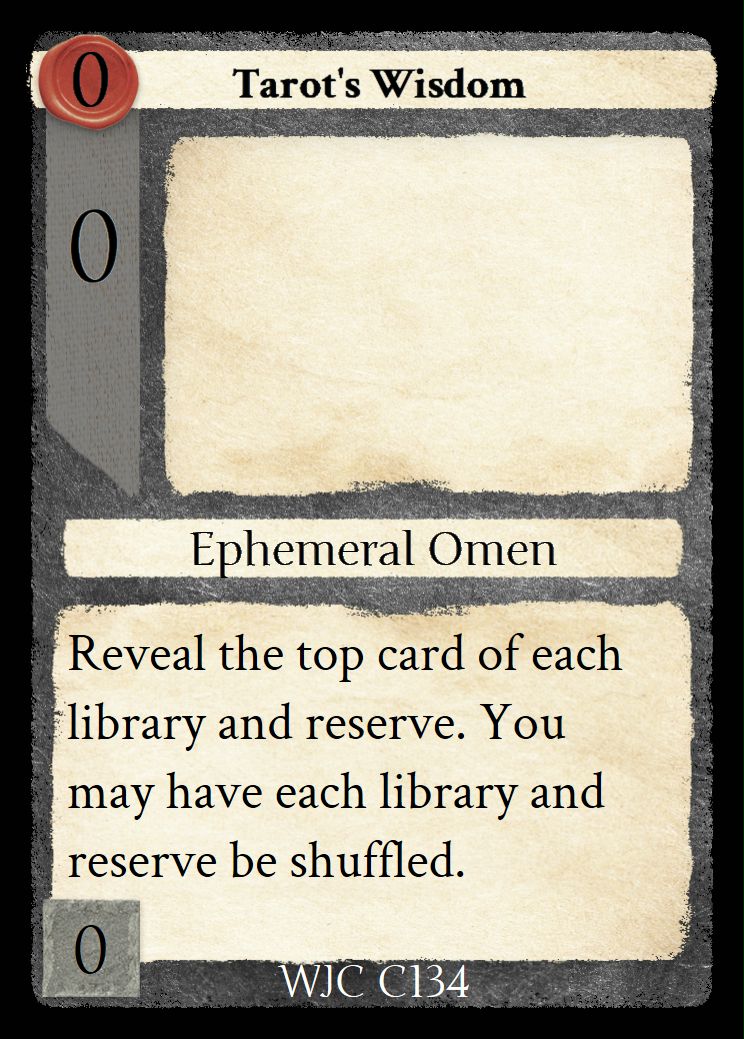 0
Tarot's Wisdom
0
Ephemeral Omen
Reveal the top card of each
library and reserve. You
may have each library and
reserve be shuffled.
0
WJC C134